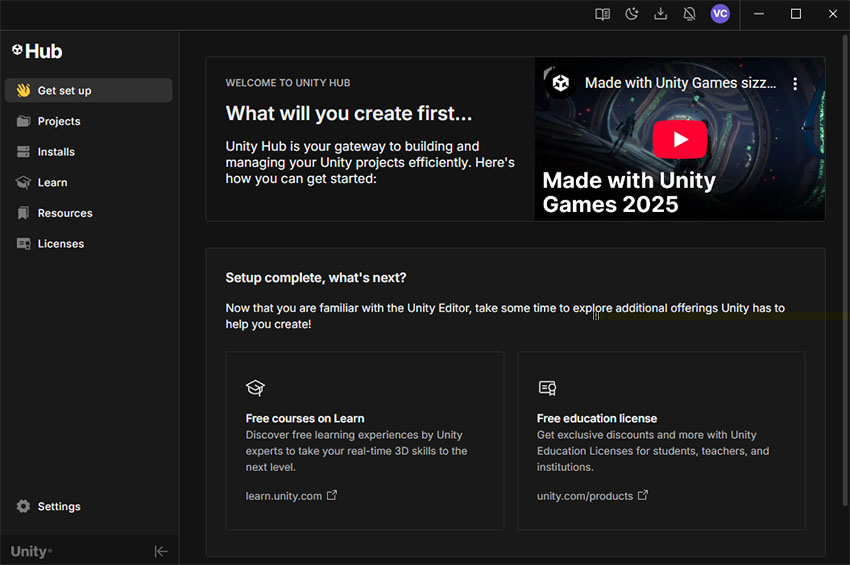 VC
Hub
Get set up
Projects
Installs
Learn
Resources
Licenses
Settings
Unity
WELCOME TO UNITY HUB
What will you create first...
Unity Hub is your gateway to building and
managing your Unity projects efficiently. Here's
how you can get started:
Made with Unity Games sizz...
Made with Unity
Games 2025
Setup complete, what's next?
Now that you are familiar with the Unity Editor, take some time to explore additional offerings Unity has to
help you create!
Free courses on Learn
Discover free learning experiences by Unity
experts to take your real-time 3D skills to the
next level.
learn.unity.com
Free education license
Get exclusive discounts and more with Unity
Education Licenses for students, teachers, and
institutions.
unity.com/products